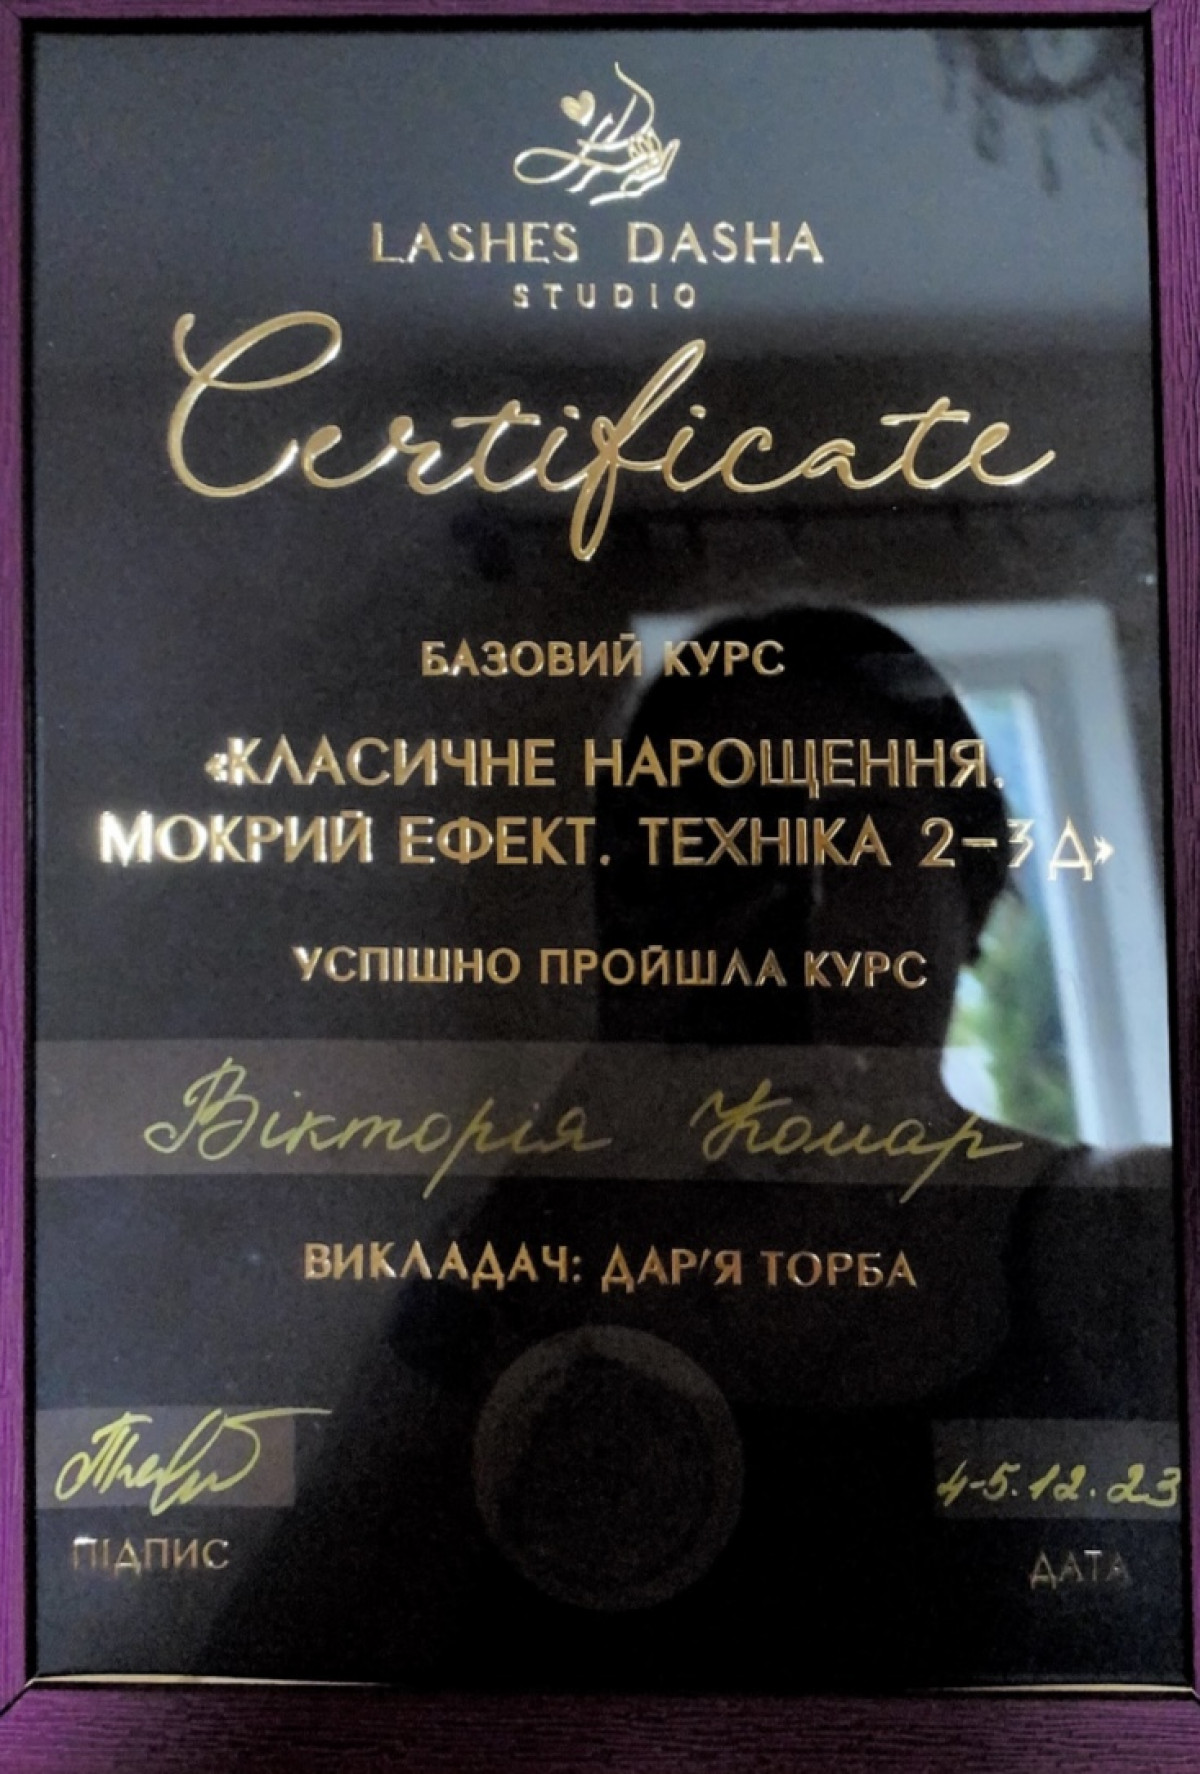 LASHES DASHA
STUDIO
Certificate
БАЗОВИЙ КУРС
«КЛАСИЧНЕ НАРОЩЕННЯ.
МОКРИЙ ЕФЕКТ. ТЕХНІКА 2-3Д»
УСПІШНО ПРОЙШЛА КУРС
Вікторія Комар
ВИКЛАДАЧ: ДАР'Я ТОРБА
4-5.12.23
ПІДПИС
ДАТА